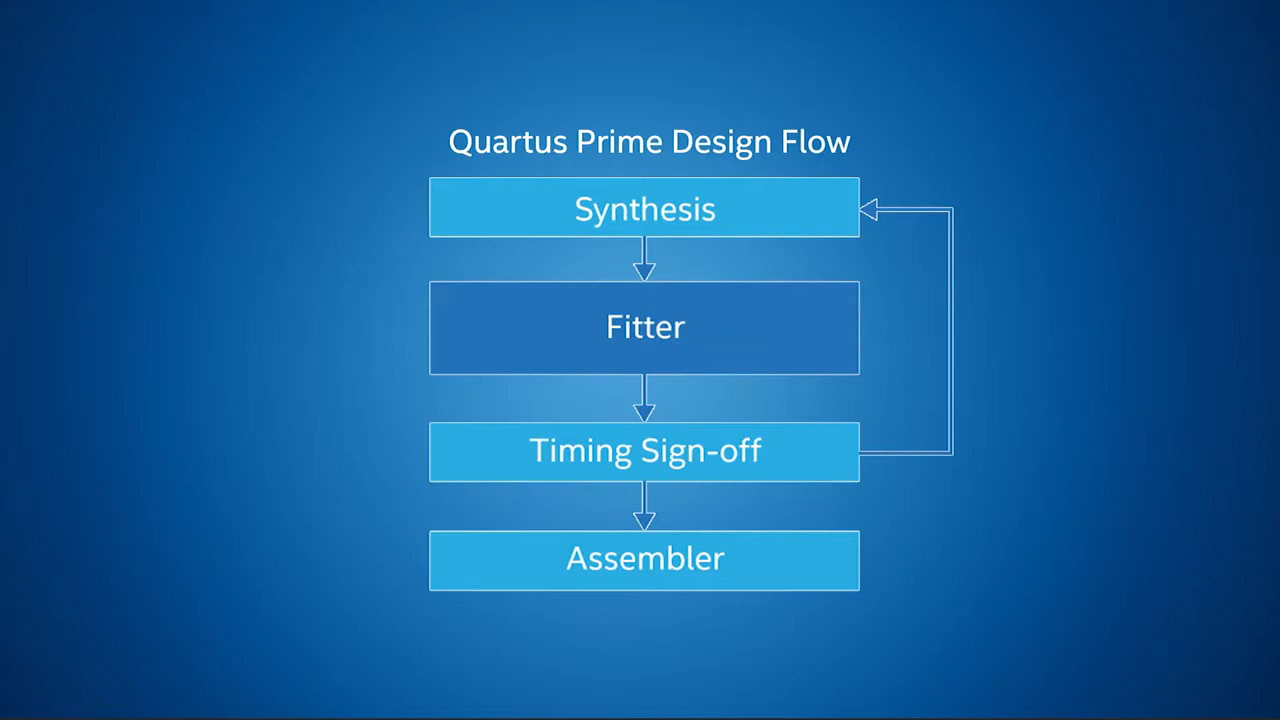 Quartus Prime Design Flow
Synthesis
Fitter
Timing Sign-off
Assembler